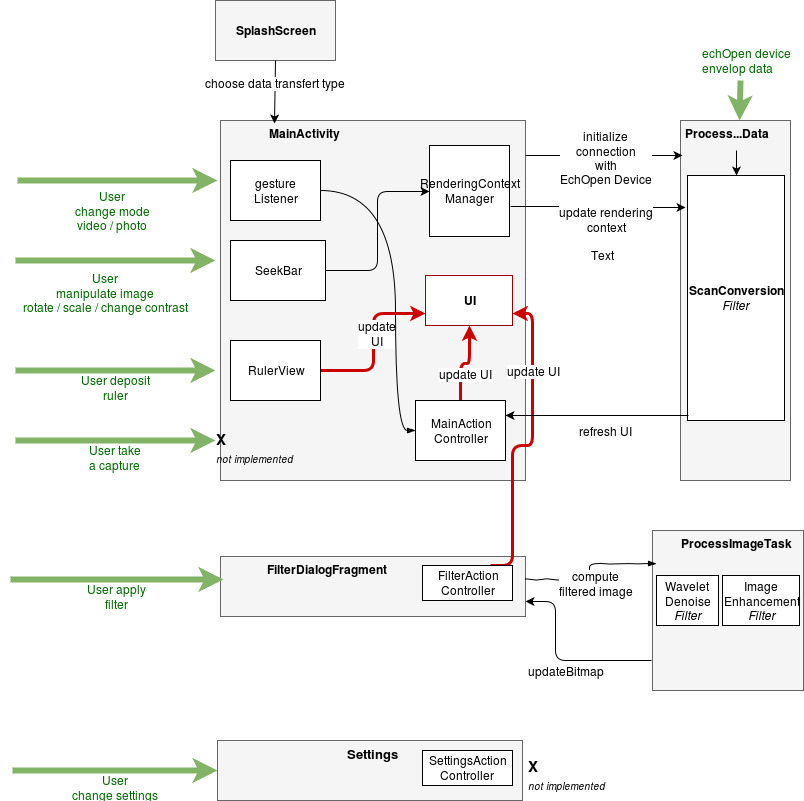 SplashScreen
choose data transfert type
echOpen device
envelop data
MainActivity
Process...Data
gesture
Listener
RenderingContext
Manager
initialize
connection
with
EchOpen Device
User
change mode
video / photo
update rendering
context
Text
SeekBar
User
manipulate image
rotate / scale / change contrast
UI
ScanConversion
Filter
update
UI
RulerView
update UI
update UI
User deposit
ruler
MainAction
Controller
refresh UI
X
not implemented
User take
a capture
ProcessImageTask
FilterDialogFragment
FilterAction
Controller
compute
filtered image
Wavelet
Denoise
Filter
Image
Enhancement
Filter
User apply
filter
updateBitmap
Settings
SettingsAction
Controller
X
not implemented
User
change settings